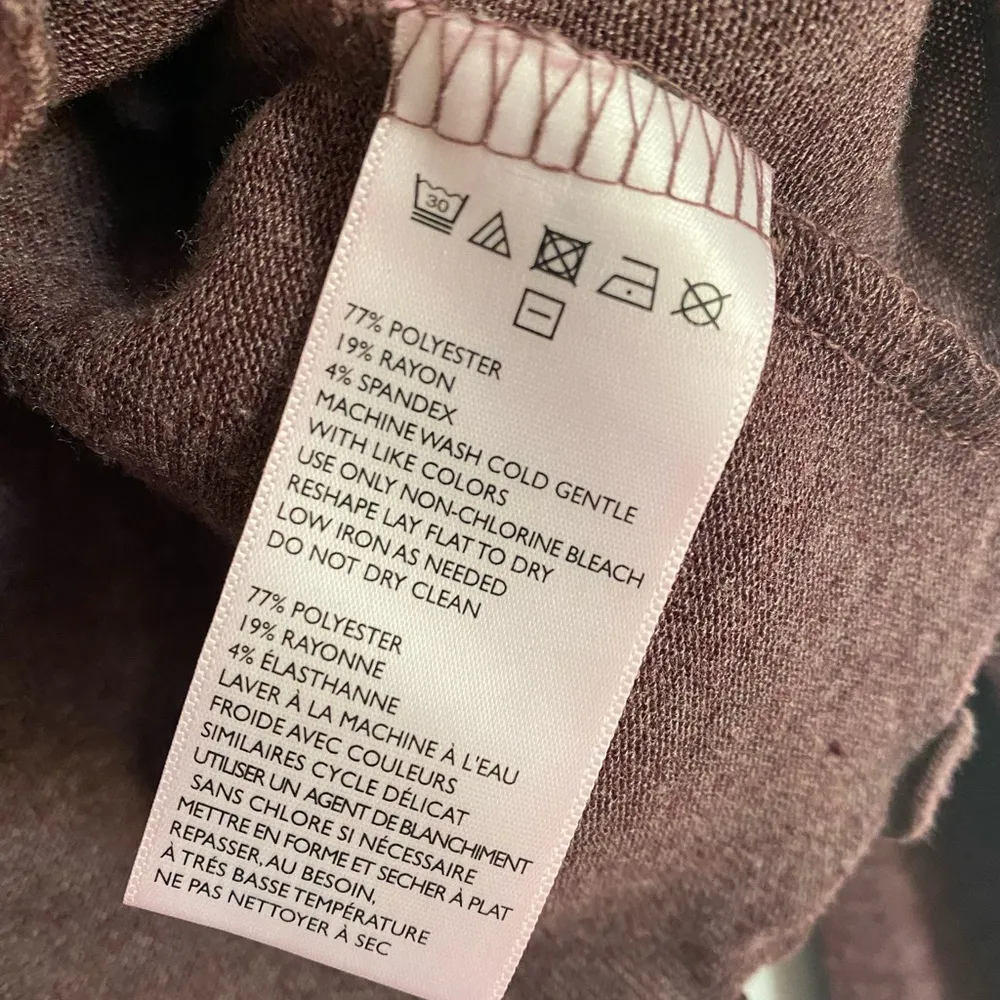 30
77% POLYESTER
19% RAYON
4% SPANDEX
MACHINE WASH COLD GENTLE
WITH LIKE COLORS
USE ONLY NON-CHLORINE BLEACH
RESHAPE LAY FLAT TO DRY
LOW IRON AS NEEDED
DO NOT DRY CLEAN
77% POLYESTER
19% RAYONNE
4% ÉLASTHANNE
LAVER À LA MACHINE À L'EAU
FROIDE AVEC COULEURS
SIMILAIRES CYCLE DÉLICAT
UTILISER UN AGENT DE BLANCHIMENT
SANS CHLORE SI NÉCESSAIRE
METTRE EN FORME ET SECHER À PLAT
REPASSER, AU BESOIN,
À TRÉS BASSE TEMPÉRATURE
NE PAS NETTOYER À SEC